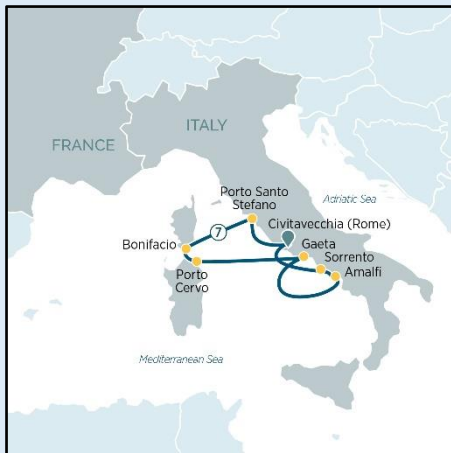 FRANCE
ITALY
Porto Santo
Stefano
Adriatic Sea
Civitavecchia (Rome)
7
Gaeta
Bonifacio
Sorrento
Porto
Cervo
Amalfi
Mediterranean Sea